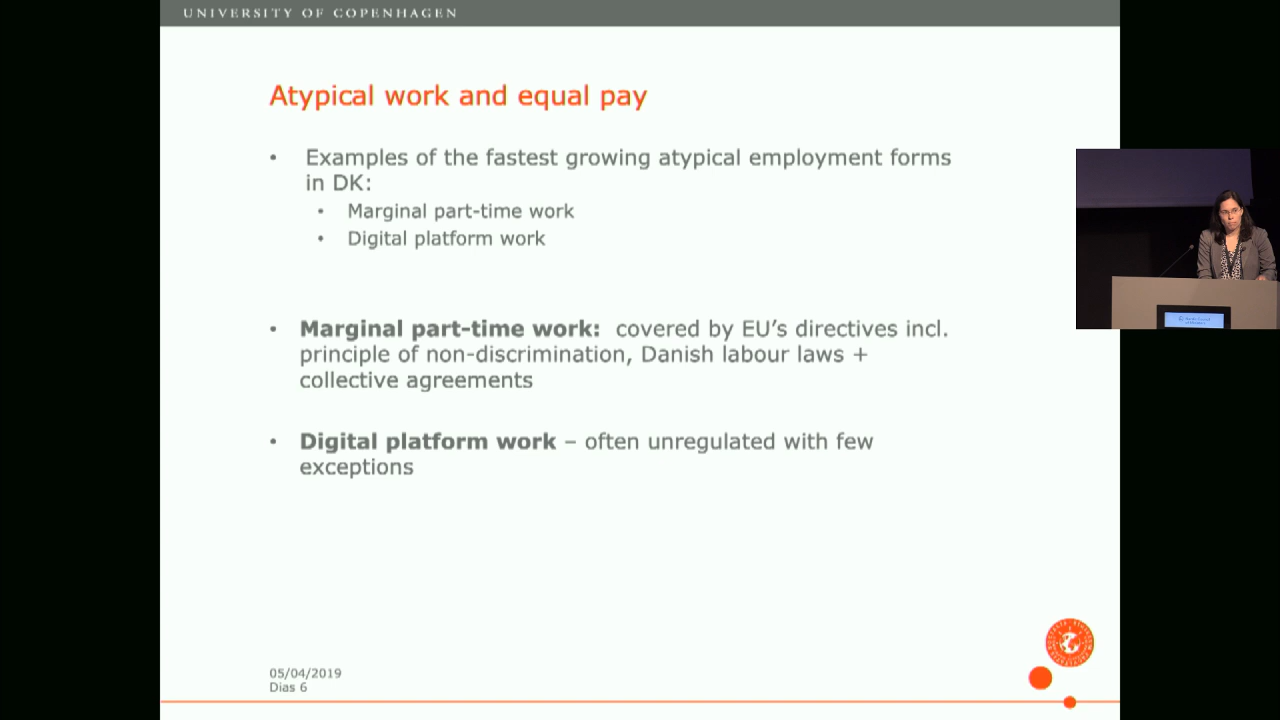 UNIVERSITY OF COPENHAGEN
Atypical work and equal pay
• Examples of the fastest growing atypical employment forms
in DK:
• Marginal part-time work
• Digital platform work
• Marginal part-time work: covered by EU's directives incl.
principle of non-discrimination, Danish labour laws +
collective agreements
• Digital platform work – often unregulated with few
exceptions
05/04/2019
Dias 6